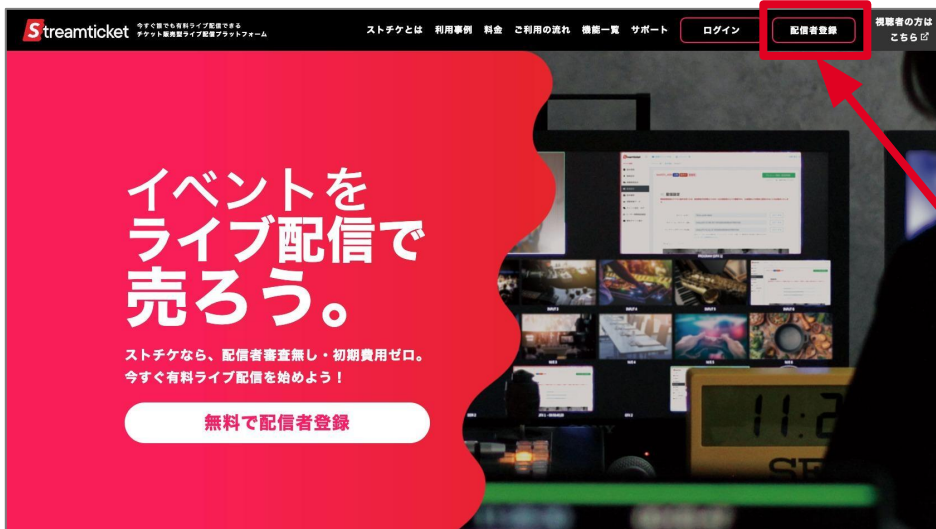 Streamticket
今すぐ誰でも有料ライブ配信できる
チケット販売型ライブ配信プラットフォーム
ストチケとは 利用事例 料金 ご利用の流れ 機能一覧 サポート ログイン 配信者登録
視聴者の方は
こちら
イベントを
ライブ配信で
売ろう。
ストチケなら、配信者審査無し・初期費用ゼロ。
今すぐ有料ライブ配信を始めよう！
無料で配信者登録
11:2